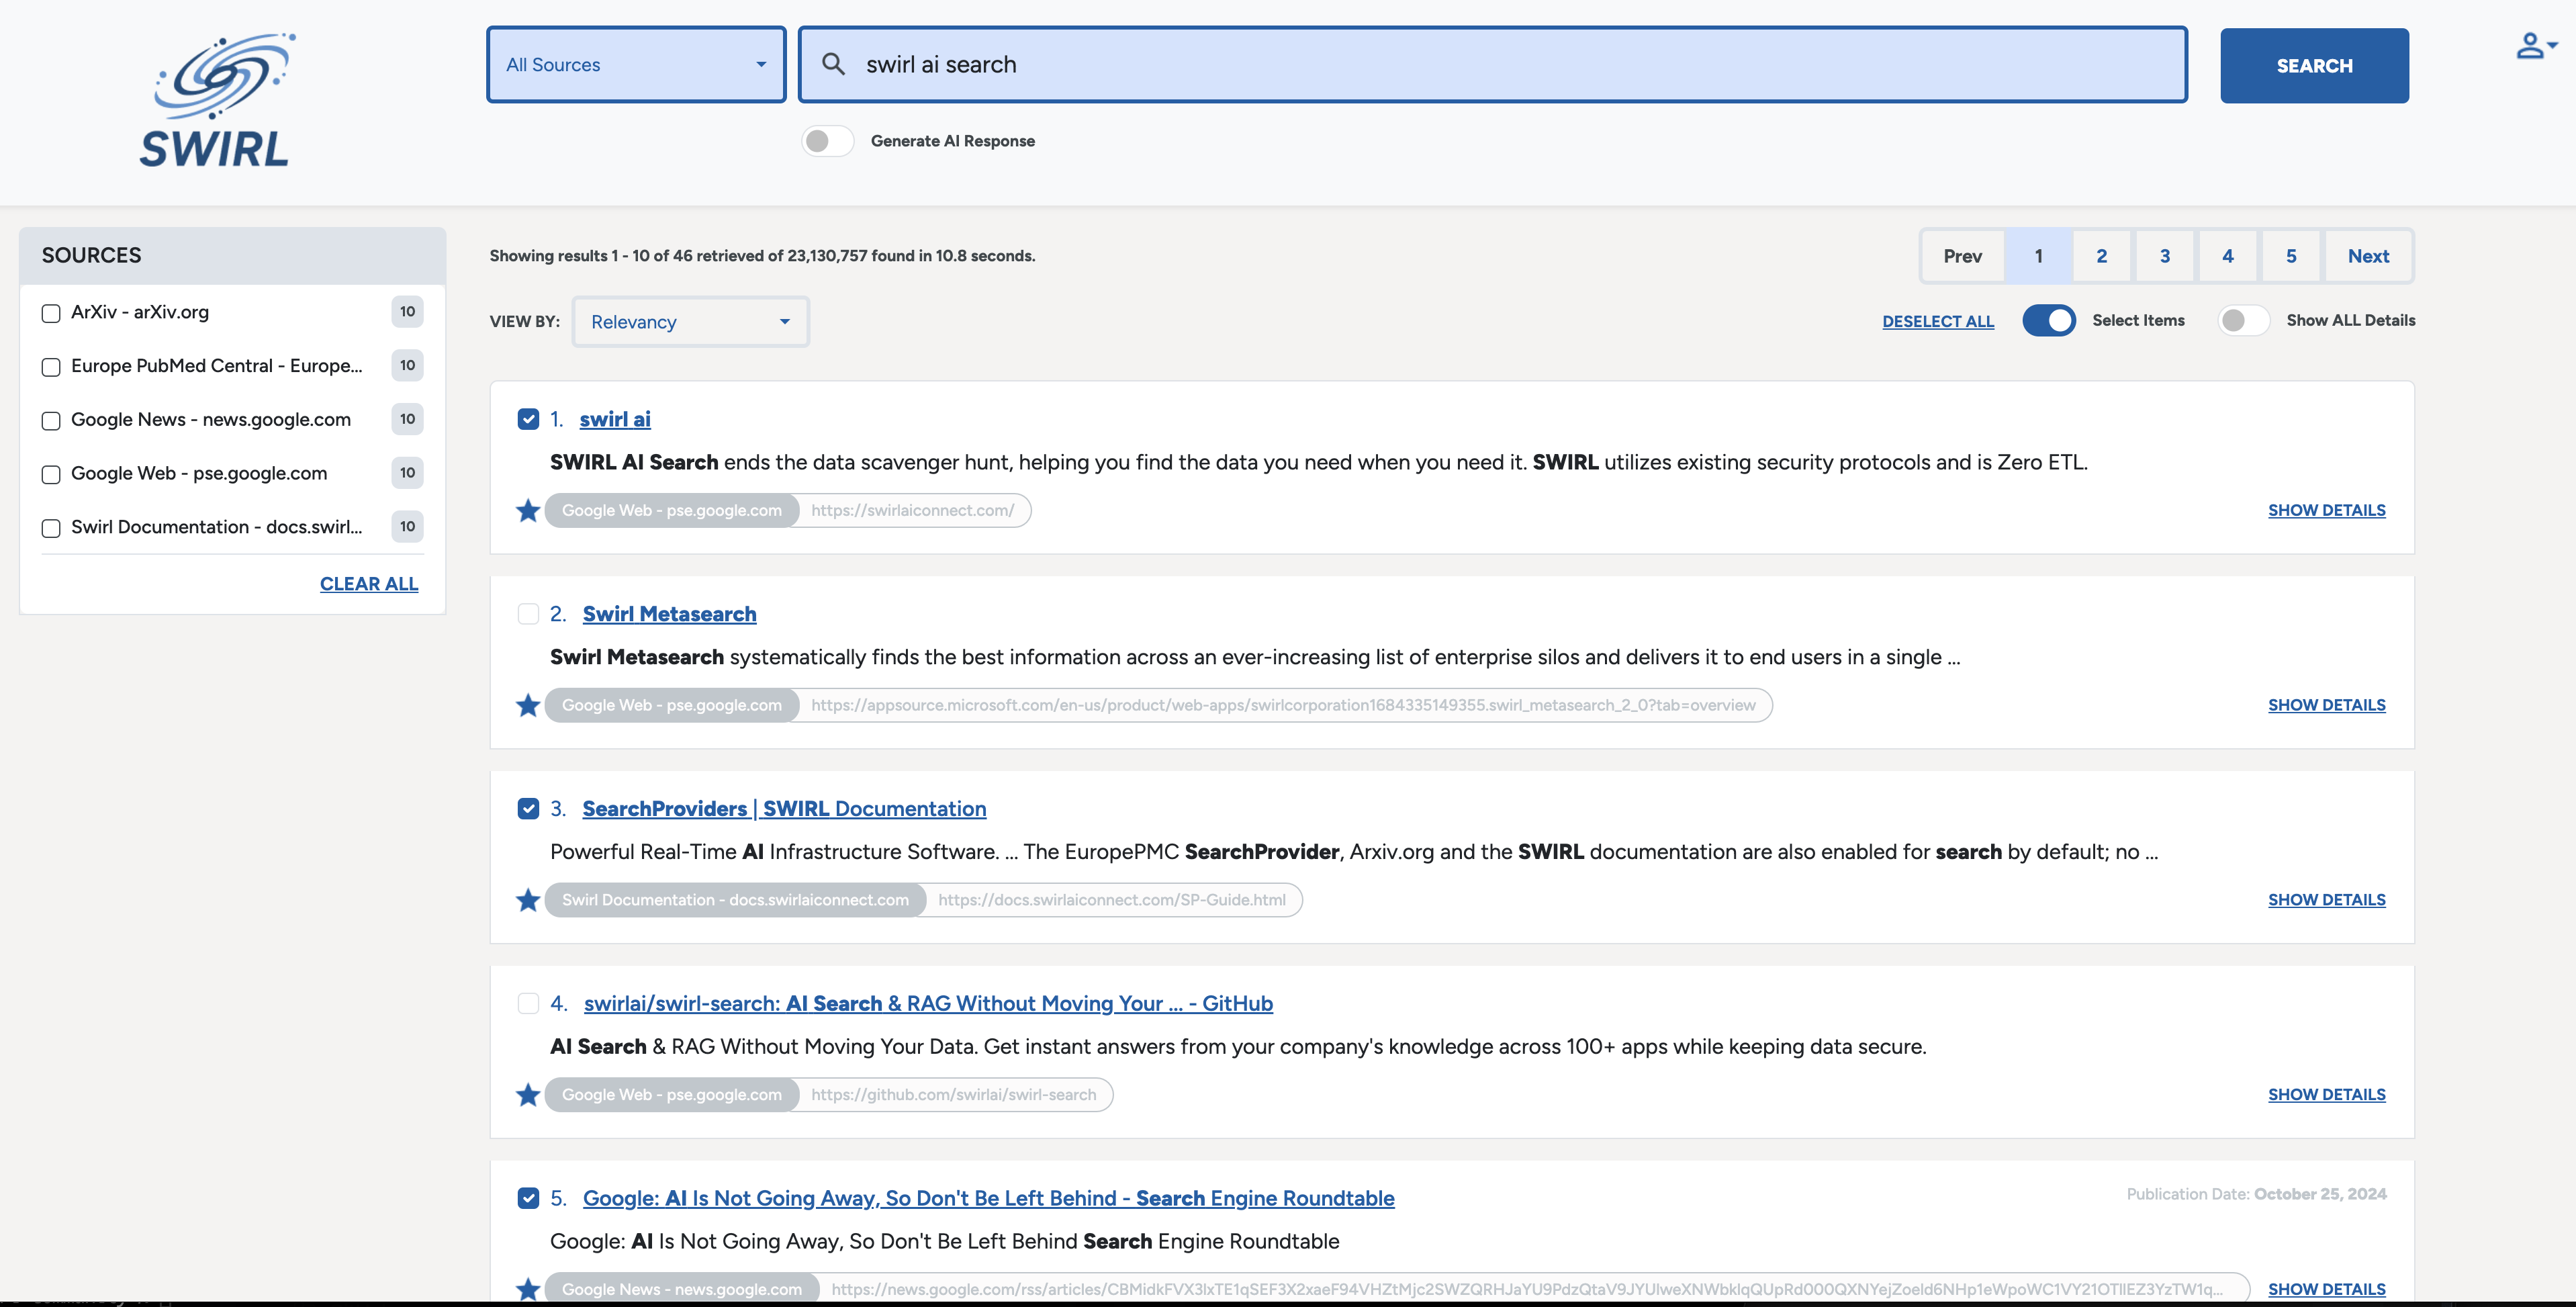 SWIRL
All Sources
swirl ai search
SEARCH
Generate AI Response
SOURCES
ArXiv - arXiv.org 10
Europe PubMed Central - Europe... 10
Google News - news.google.com 10
Google Web - pse.google.com 10
Swirl Documentation - docs.swirl... 10
CLEAR ALL
Showing results 1 - 10 of 46 retrieved of 23,130,757 found in 10.8 seconds.
Prev 1 2 3 4 5 Next
VIEW BY: Relevancy
DESELECT ALL Select Items Show ALL Details
1. swirl ai
SWIRL AI Search ends the data scavenger hunt, helping you find the data you need when you need it. SWIRL utilizes existing security protocols and is Zero ETL.
Google Web - pse.google.com https://swirlaiconnect.com/ SHOW DETAILS
2. Swirl Metasearch
Swirl Metasearch systematically finds the best information across an ever-increasing list of enterprise silos and delivers it to end users in a single ...
Google Web - pse.google.com https://appsource.microsoft.com/en-us/product/web-apps/swirlcorporation1684335149355.swirl_metasearch_2_0?tab=overview SHOW DETAILS
3. SearchProviders | SWIRL Documentation
Powerful Real-Time AI Infrastructure Software. ... The EuropePMC SearchProvider, Arxiv.org and the SWIRL documentation are also enabled for search by default; no ...
Swirl Documentation - docs.swirlaiconnect.com https://docs.swirlaiconnect.com/SP-Guide.html SHOW DETAILS
4. swirlai/swirl-search: AI Search & RAG Without Moving Your ... - GitHub
AI Search & RAG Without Moving Your Data. Get instant answers from your company's knowledge across 100+ apps while keeping data secure.
Google Web - pse.google.com https://github.com/swirlai/swirl-search SHOW DETAILS
5. Google: AI Is Not Going Away, So Don't Be Left Behind - Search Engine Roundtable Publication Date: October 25, 2024
Google: AI Is Not Going Away, So Don't Be Left Behind Search Engine Roundtable
Google News - news.google.com SHOW DETAILS